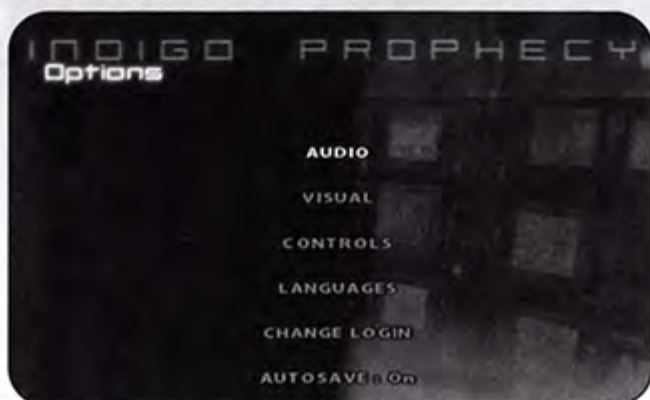 INDIGO PROPHECY
Options
AUDIO
VISUAL
CONTROLS
LANGUAGES
CHANGE LOGIN
AUTOSAVE : On